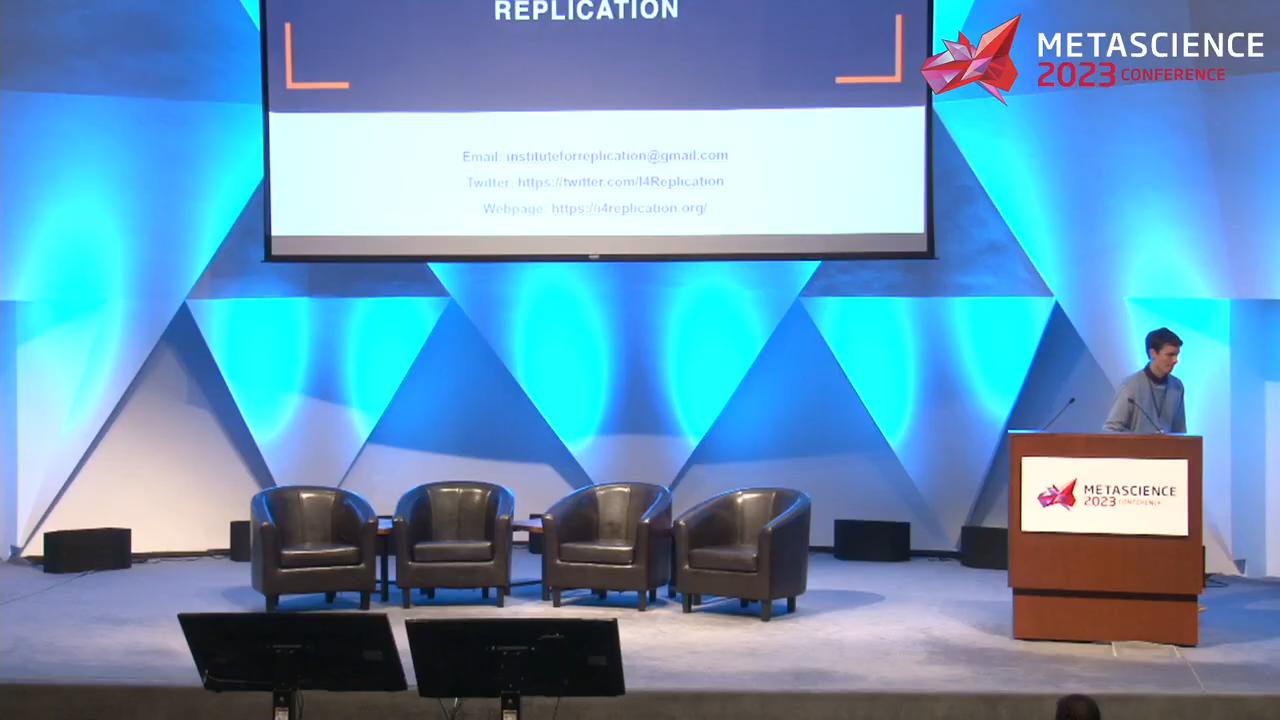 REPLICATION
METASCIENCE
2023 CONFERENCE
Email: instituteforreplication@gmail.com
Twitter: https://twitter.com/I4Replication
Webpage: https://i4replication.org/
METASCIENCE
2023 CONFERENCE